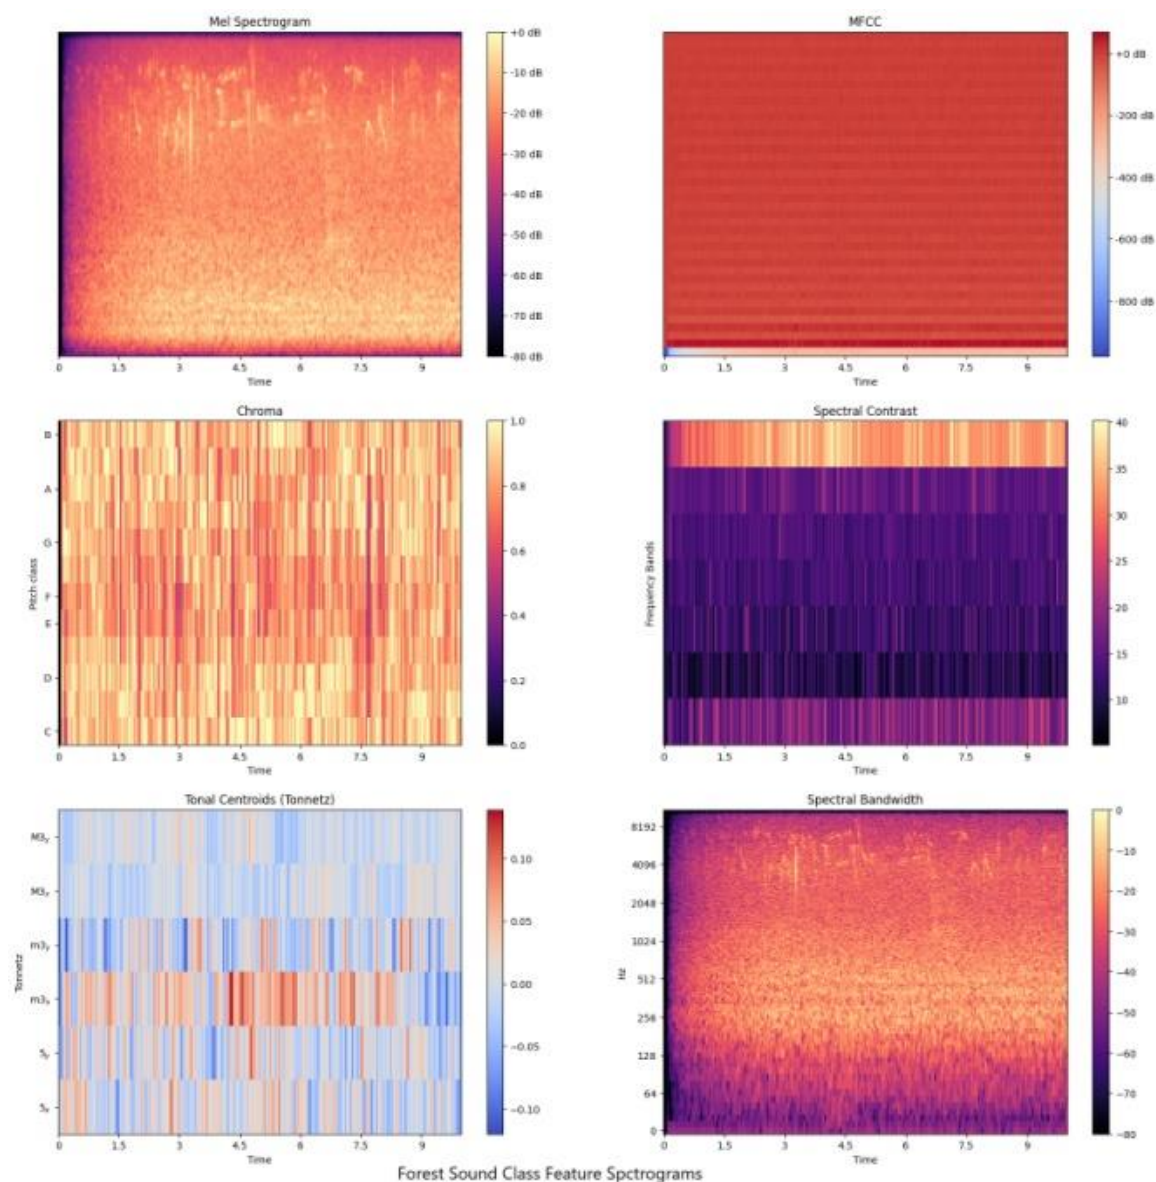 Mel Spectrogram
+0 dB
-10 dB
-20 dB
-30 dB
-40 dB
-50 dB
-60 dB
-70 dB
-80 dB
0 1.5 3 4.5 6 7.5 9
Time
MFCC
+0 dB
-200 dB
-400 dB
-600 dB
-800 dB
0 1.5 3 4.5 6 7.5 9
Time
Chroma
Pitch class
B
A
G
F
E
D
C
1.0
0.8
0.6
0.4
0.2
0.0
0 1.5 3 4.5 6 7.5 9
Time
Spectral Contrast
Frequency Bands
40
35
30
25
20
15
10
0 1.5 3 4.5 6 7.5 9
Time
Tonal Centroids (Tonnetz)
Tonnetz
M3y
m3y
0.10
0.05
0.00
−0.05
−0.10
0 1.5 3 4.5 6 7.5 9
Time
Spectral Bandwidth
Hz
8192
4096
2048
1024
512
256
128
64
0
0
−10
−20
−30
−40
−50
−60
−70
−80
0 1.5 3 4.5 6 7.5 9
Time
Forest Sound Class Feature Spctrograms